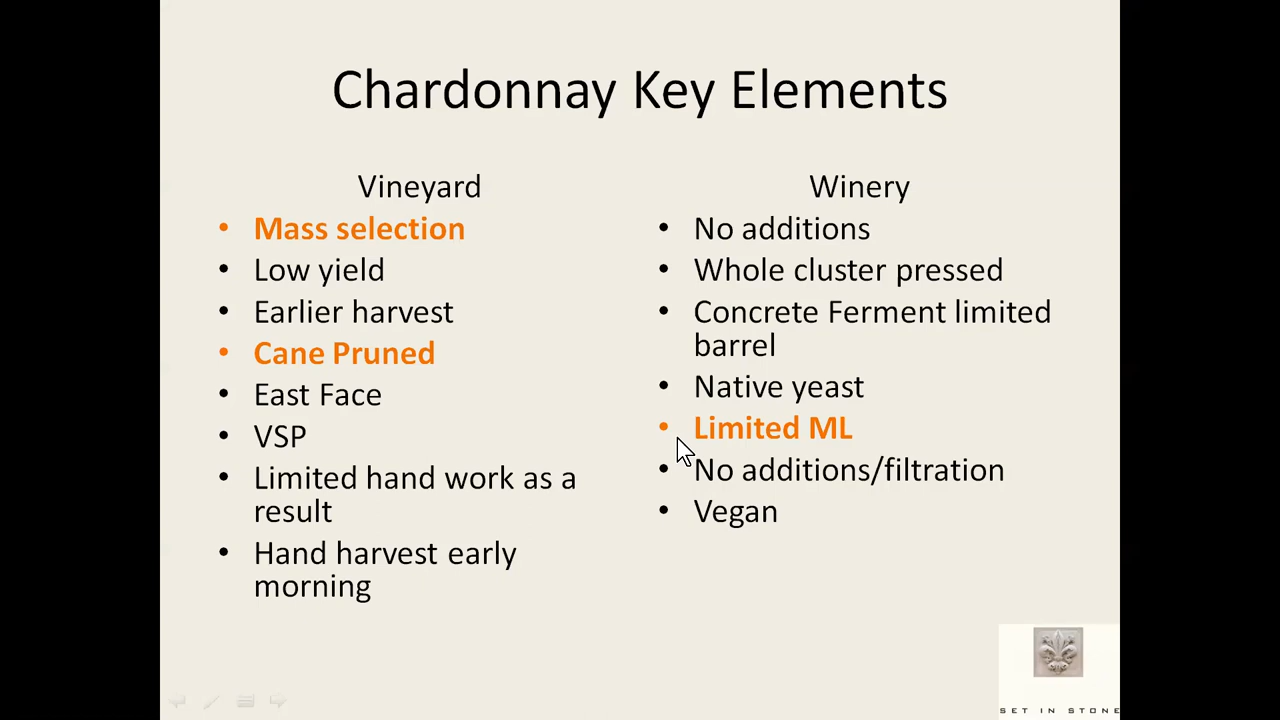 Chardonnay Key Elements
Vineyard
• Mass selection
• Low yield
• Earlier harvest
• Cane Pruned
• East Face
• VSP
• Limited hand work as a
result
• Hand harvest early
morning
Winery
• No additions
• Whole cluster pressed
• Concrete Ferment limited
barrel
• Native yeast
• Limited ML
• No additions/filtration
• Vegan
SET IN STONE